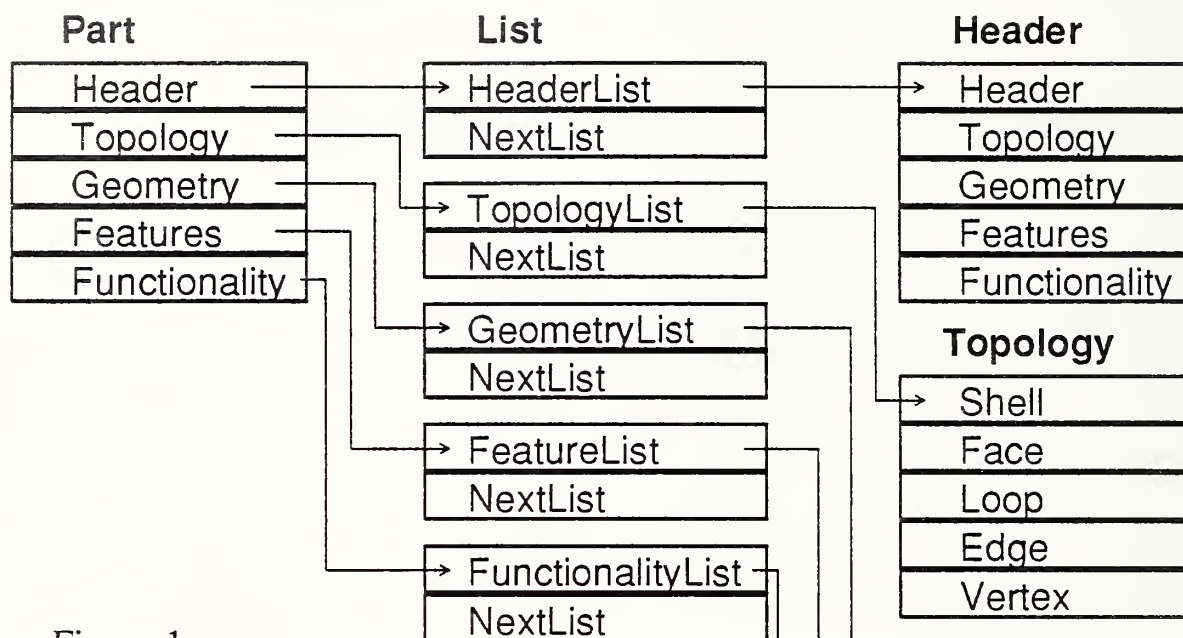 Part
Header
Topology
Geometry
Features
Functionality
List
HeaderList
NextList
TopologyList
NextList
GeometryList
NextList
FeatureList
NextList
FunctionalityList
NextList
Header
Header
Topology
Geometry
Features
Functionality
Topology
Shell
Face
Loop
Edge
Vertex